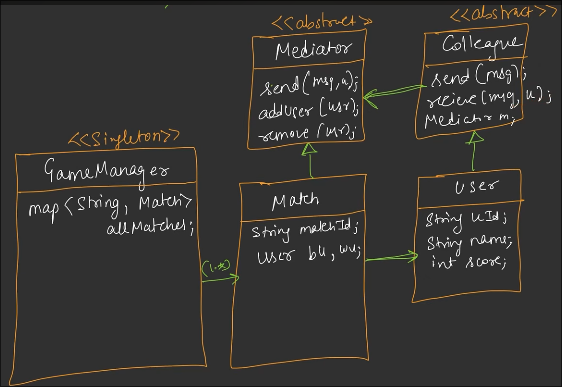 <<abstract>
Mediator
send(msg,u);
addUser(usr);
remove(ur);
<<abstract>>
Colleague
send(msg);
recieve(msg, u);
Mediator m;
<<Singleton>>
GameManager
map<String, Match>
allMatches;
(1..*)
Match
String matchId;
User bu, wu;
User
String uId;
String name;
int score;